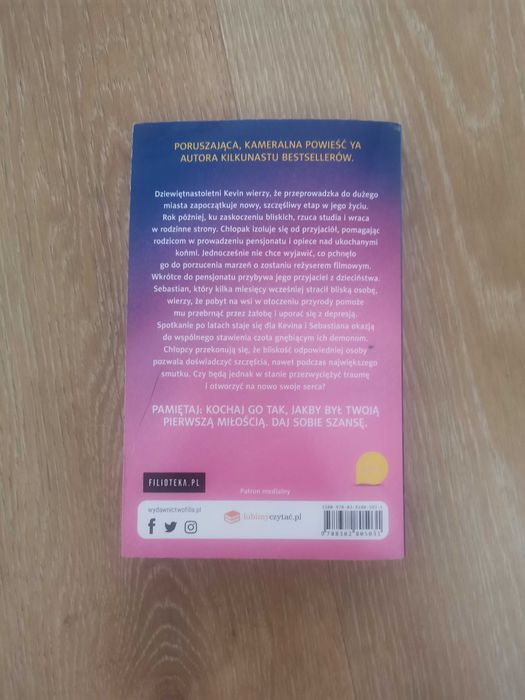 PORUSZAJĄCA, KAMERALNA POWIEŚĆ YA
AUTORA KILKUNASTU BESTSELLERÓW.
Dziewiętnastoletni Kevin wierzy, że przeprowadzka do dużego
miasta zapoczątkuje nowy, szczęśliwy etap w jego życiu.
Rok później, ku zaskoczeniu bliskich, rzuca studia i wraca
w rodzinne strony. Chłopak izoluje się od przyjaciół, pomagając
rodzicom w prowadzeniu pensjonatu i opiece nad ukochanymi
końmi. Jednocześnie nie chce wyjawić, co pchnęło
go do porzucenia marzeń o zostaniu reżyserem filmowym.
Wkrótce do pensjonatu przybywa jego przyjaciel z dzieciństwa.
Sebastian, który kilka miesięcy wcześniej stracił bliską osobę,
wierzy, że pobyt na wsi w otoczeniu przyrody pomoże
mu przebrnąć przez żałobę i uporać się z depresją.
Spotkanie po latach staje się dla Kevina i Sebastiana okazją
do wspólnego stawienia czoła gnębiącym ich demonom.
Chłopcy przekonują się, że bliskość odpowiedniej osoby
pozwala doświadczyć szczęścia, nawet podczas największego
smutku. Czy będą jednak w stanie przezwyciężyć traumę
i otworzyć na nowo swoje serca?
PAMIĘTAJ: KOCHAJ GO TAK, JAKBY BYŁ TWOJĄ
PIERWSZĄ MIŁOŚCIĄ. DAJ SOBIE SZANSĘ.
FILIOTEKA.PL
Patron medialny
wydawnictwofilia.pl
lubimyczytać.pl